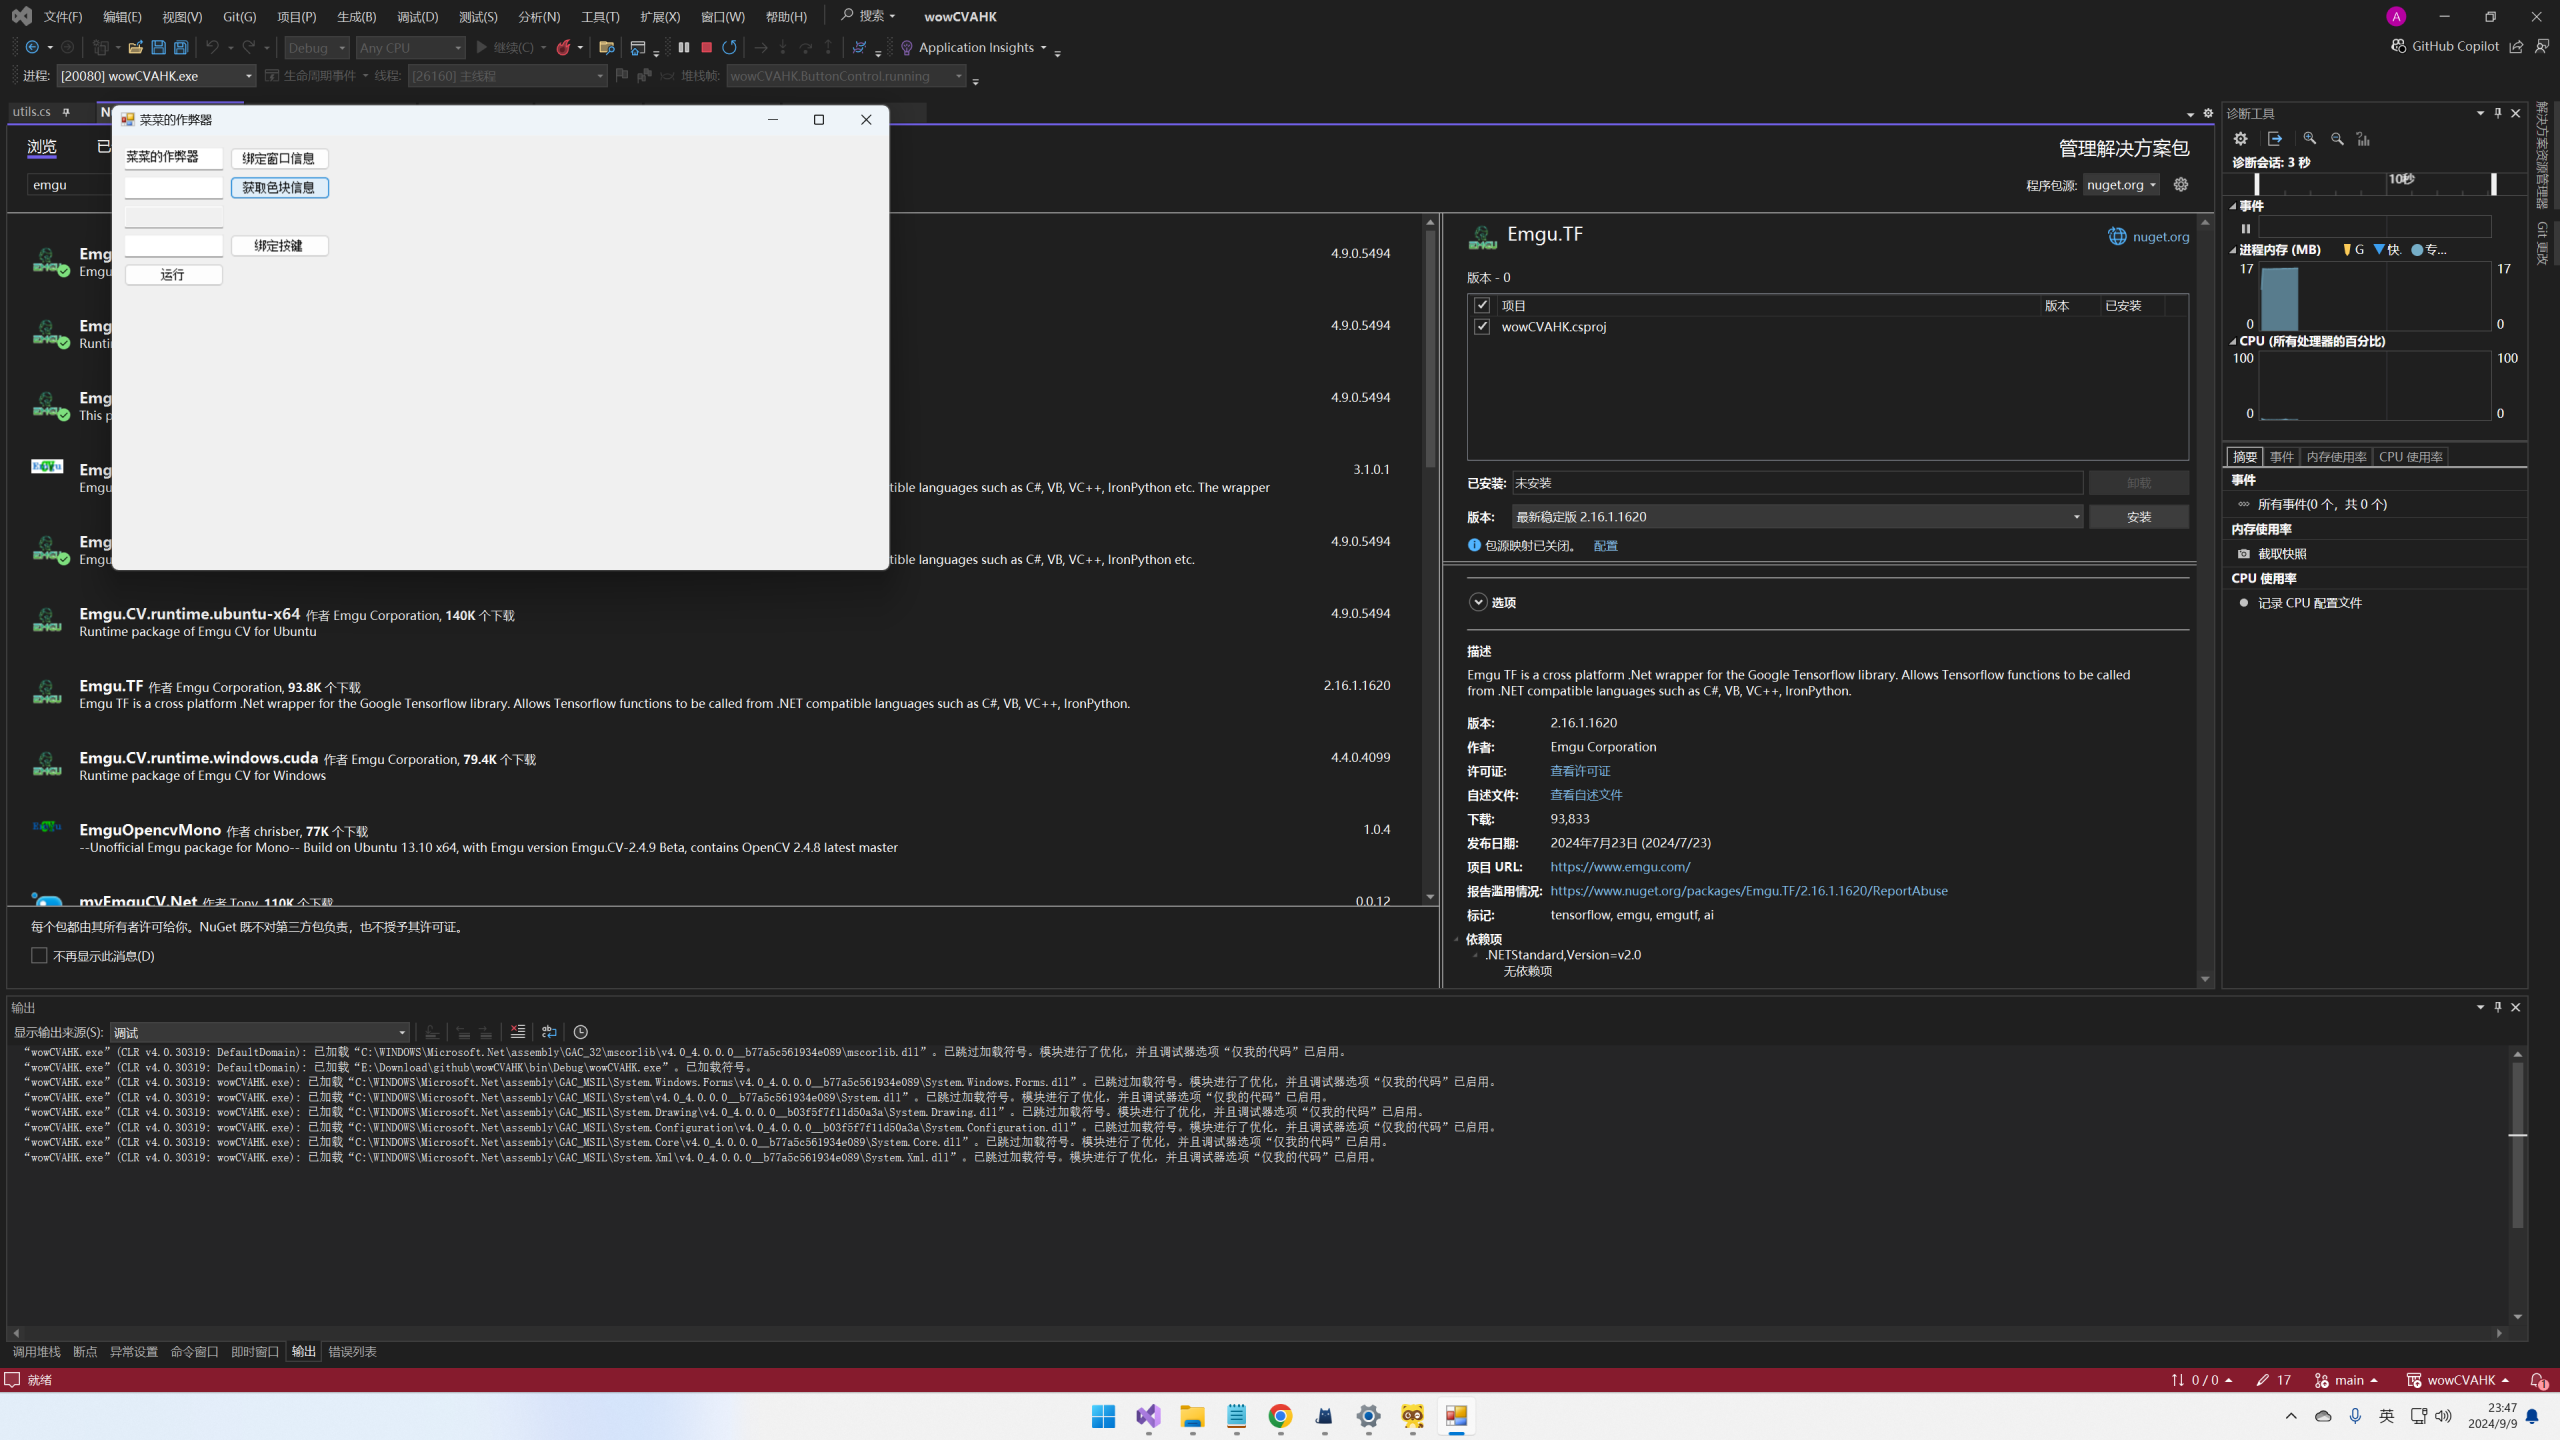 文件(F) 编辑(E) 视图(V) Git(G) 项目(P) 生成(B) 调试(D) 测试(S) 分析(N) 工具(T) 扩展(X) 窗口(W) 帮助(H) 搜索 wowCVAHK A
Debug Any CPU 继续(C) Application Insights GitHub Copilot
进程: [20080] wowCVAHK.exe 生命周期事件 线程: [26160] 主线程 堆栈帧: wowCVAHK.ButtonControl.running
utils.cs N
菜菜的作弊器
菜菜的作弊器 绑定窗口信息
获取色块信息
绑定按键
运行
浏览 已
管理解决方案包
emgu
程序包源: nuget.org
Emg 4.9.0.5494
Emgu
Emg 4.9.0.5494
Runti
Emg 4.9.0.5494
This p
Emg 3.1.0.1
Emgu tible languages such as C#, VB, VC++, IronPython etc. The wrapper
Emg 4.9.0.5494
Emgu tible languages such as C#, VB, VC++, IronPython etc.
Emgu.CV.runtime.ubuntu-x64 作者 Emgu Corporation, 140K 个下载 4.9.0.5494
Runtime package of Emgu CV for Ubuntu
Emgu.TF 作者 Emgu Corporation, 93.8K 个下载 2.16.1.1620
Emgu TF is a cross platform .Net wrapper for the Google Tensorflow library. Allows Tensorflow functions to be called from .NET compatible languages such as C#, VB, VC++, IronPython.
Emgu.CV.runtime.windows.cuda 作者 Emgu Corporation, 79.4K 个下载 4.4.0.4099
Runtime package of Emgu CV for Windows
EmguOpencvMono 作者 chrisber, 77K 个下载 1.0.4
--Unofficial Emgu package for Mono-- Build on Ubuntu 13.10 x64, with Emgu version Emgu.CV-2.4.9 Beta, contains OpenCV 2.4.8 latest master
myEmguCV.Net 作者 Tony, 110K 个下载 0.0.12
每个包都由其所有者许可给你。NuGet 既不对第三方包负责，也不授予其许可证。
不再显示此消息(D)
Emgu.TF nuget.org
版本 - 0
项目 版本 已安装
wowCVAHK.csproj
已安装: 未安装 卸载
版本: 最新稳定版 2.16.1.1620 安装
包源映射已关闭。 配置
选项
描述
Emgu TF is a cross platform .Net wrapper for the Google Tensorflow library. Allows Tensorflow functions to be called
from .NET compatible languages such as C#, VB, VC++, IronPython.
版本: 2.16.1.1620
作者: Emgu Corporation
许可证: 查看许可证
自述文件: 查看自述文件
下载: 93,833
发布日期: 2024年7月23日 (2024/7/23)
项目 URL: https://www.emgu.com/
报告滥用情况: https://www.nuget.org/packages/Emgu.TF/2.16.1.1620/ReportAbuse
标记: tensorflow, emgu, emgutf, ai
依赖项
.NETStandard,Version=v2.0
无依赖项
诊断工具
诊断会话: 3 秒
10秒
事件
进程内存 (MB) G 快. 专...
17 17
0 0
CPU (所有处理器的百分比)
100 100
0 0
摘要 事件 内存使用率 CPU 使用率
事件
所有事件(0 个，共 0 个)
内存使用率
截取快照
CPU 使用率
记录 CPU 配置文件
解决方案资源管理器
Git 更改
输出
显示输出来源(S): 调试
“wowCVAHK.exe”(CLR v4.0.30319: DefaultDomain): 已加载“C:\WINDOWS\Microsoft.Net\assembly\GAC_32\mscorlib\v4.0_4.0.0.0__b77a5c561934e089\mscorlib.dll”。已跳过加载符号。模块进行了优化，并且调试器选项“仅我的代码”已启用。
“wowCVAHK.exe”(CLR v4.0.30319: DefaultDomain): 已加载“E:\Download\github\wowCVAHK\bin\Debug\wowCVAHK.exe”。已加载符号。
“wowCVAHK.exe”(CLR v4.0.30319: wowCVAHK.exe): 已加载“C:\WINDOWS\Microsoft.Net\assembly\GAC_MSIL\System.Windows.Forms\v4.0_4.0.0.0__b77a5c561934e089\System.Windows.Forms.dll”。已跳过加载符号。模块进行了优化，并且调试器选项“仅我的代码”已启用。
“wowCVAHK.exe”(CLR v4.0.30319: wowCVAHK.exe): 已加载“C:\WINDOWS\Microsoft.Net\assembly\GAC_MSIL\System\v4.0_4.0.0.0__b77a5c561934e089\System.dll”。已跳过加载符号。模块进行了优化，并且调试器选项“仅我的代码”已启用。
“wowCVAHK.exe”(CLR v4.0.30319: wowCVAHK.exe): 已加载“C:\WINDOWS\Microsoft.Net\assembly\GAC_MSIL\System.Drawing\v4.0_4.0.0.0__b03f5f7f11d50a3a\System.Drawing.dll”。已跳过加载符号。模块进行了优化，并且调试器选项“仅我的代码”已启用。
“wowCVAHK.exe”(CLR v4.0.30319: wowCVAHK.exe): 已加载“C:\WINDOWS\Microsoft.Net\assembly\GAC_MSIL\System.Configuration\v4.0_4.0.0.0__b03f5f7f11d50a3a\System.Configuration.dll”。已跳过加载符号。模块进行了优化，并且调试器选项“仅我的代码”已启用。
“wowCVAHK.exe”(CLR v4.0.30319: wowCVAHK.exe): 已加载“C:\WINDOWS\Microsoft.Net\assembly\GAC_MSIL\System.Core\v4.0_4.0.0.0__b77a5c561934e089\System.Core.dll”。已跳过加载符号。模块进行了优化，并且调试器选项“仅我的代码”已启用。
“wowCVAHK.exe”(CLR v4.0.30319: wowCVAHK.exe): 已加载“C:\WINDOWS\Microsoft.Net\assembly\GAC_MSIL\System.Xml\v4.0_4.0.0.0__b77a5c561934e089\System.Xml.dll”。已跳过加载符号。模块进行了优化，并且调试器选项“仅我的代码”已启用。
调用堆栈 断点 异常设置 命令窗口 即时窗口 输出 错误列表
就绪 0 / 0 17 main wowCVAHK 1
英 23:47
2024/9/9